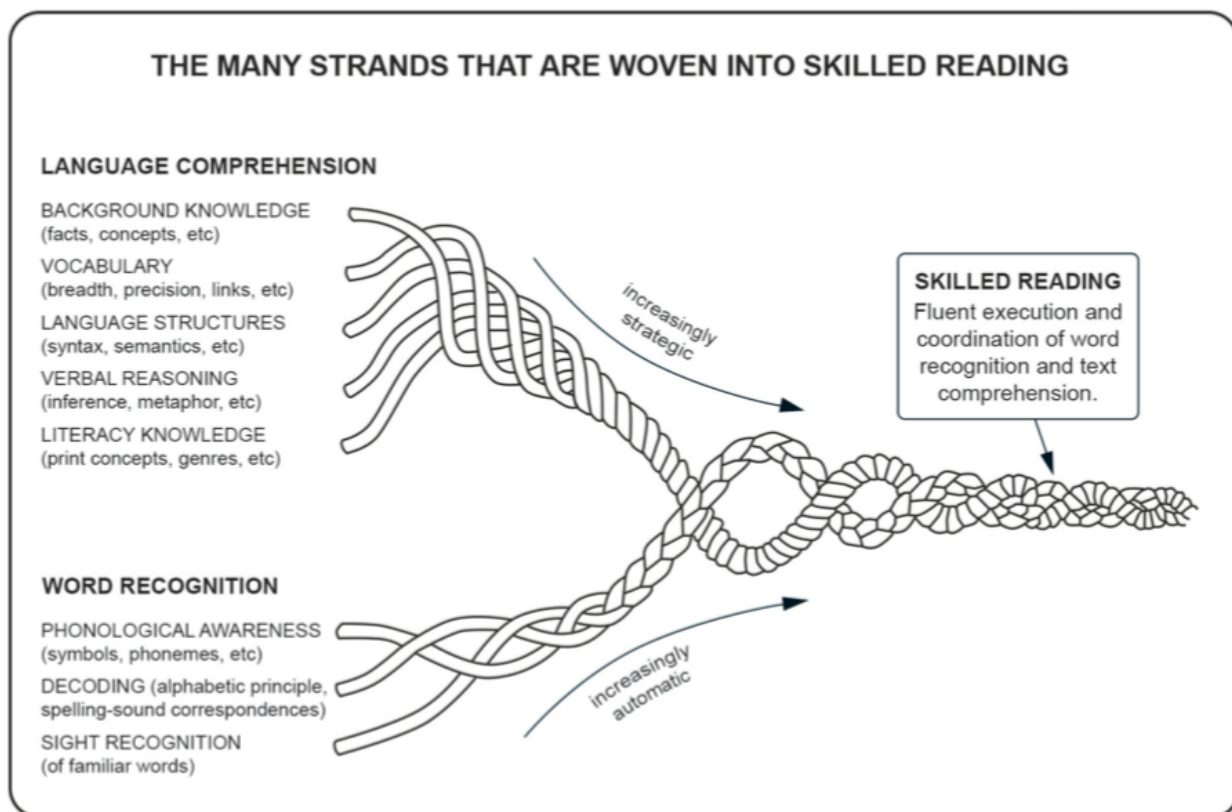 THE MANY STRANDS THAT ARE WOVEN INTO SKILLED READING
LANGUAGE COMPREHENSION
BACKGROUND KNOWLEDGE
(facts, concepts, etc)
VOCABULARY
(breadth, precision, links, etc)
LANGUAGE STRUCTURES
(syntax, semantics, etc)
VERBAL REASONING
(inference, metaphor, etc)
LITERACY KNOWLEDGE
(print concepts, genres, etc)
increasingly
strategic
SKILLED READING
Fluent execution and
coordination of word
recognition and text
comprehension.
WORD RECOGNITION
PHONOLOGICAL AWARENESS
(symbols, phonemes, etc)
DECODING (alphabetic principle,
spelling-sound correspondences)
SIGHT RECOGNITION
(of familiar words)
increasingly
automatic